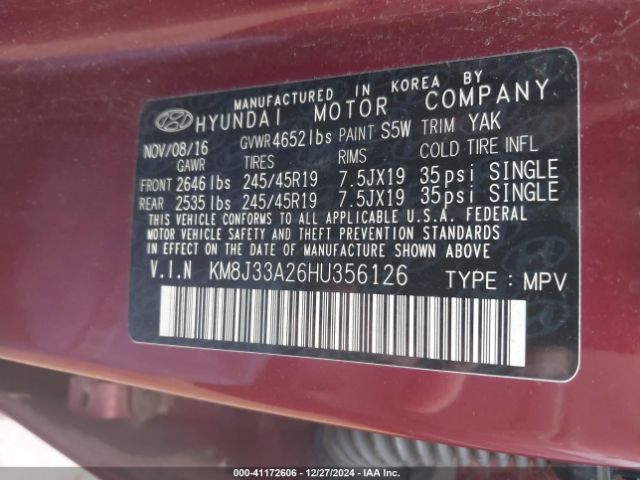 MANUFACTURED IN KOREA BY
HYUNDAI MOTOR COMPANY
NOV/08/16 GVWR 4652lbs PAINT S5W TRIM YAK
GAWR TIRES RIMS COLD TIRE INFL
FRONT 2646lbs 245/45R19 7.5JX19 35psi SINGLE
REAR 2535lbs 245/45R19 7.5JX19 35psi SINGLE
THIS VEHICLE CONFORMS TO ALL APPLICABLE U.S.A. FEDERAL
MOTOR VEHICLE SAFETY AND THEFT PREVENTION STANDARDS
IN EFFECT ON THE DATE OF MANUFACTURE SHOWN ABOVE.
V.I.N KM8J33A26HU356126 TYPE : MPV
00-41172606 - 12/27/2024 - IAA Inc.